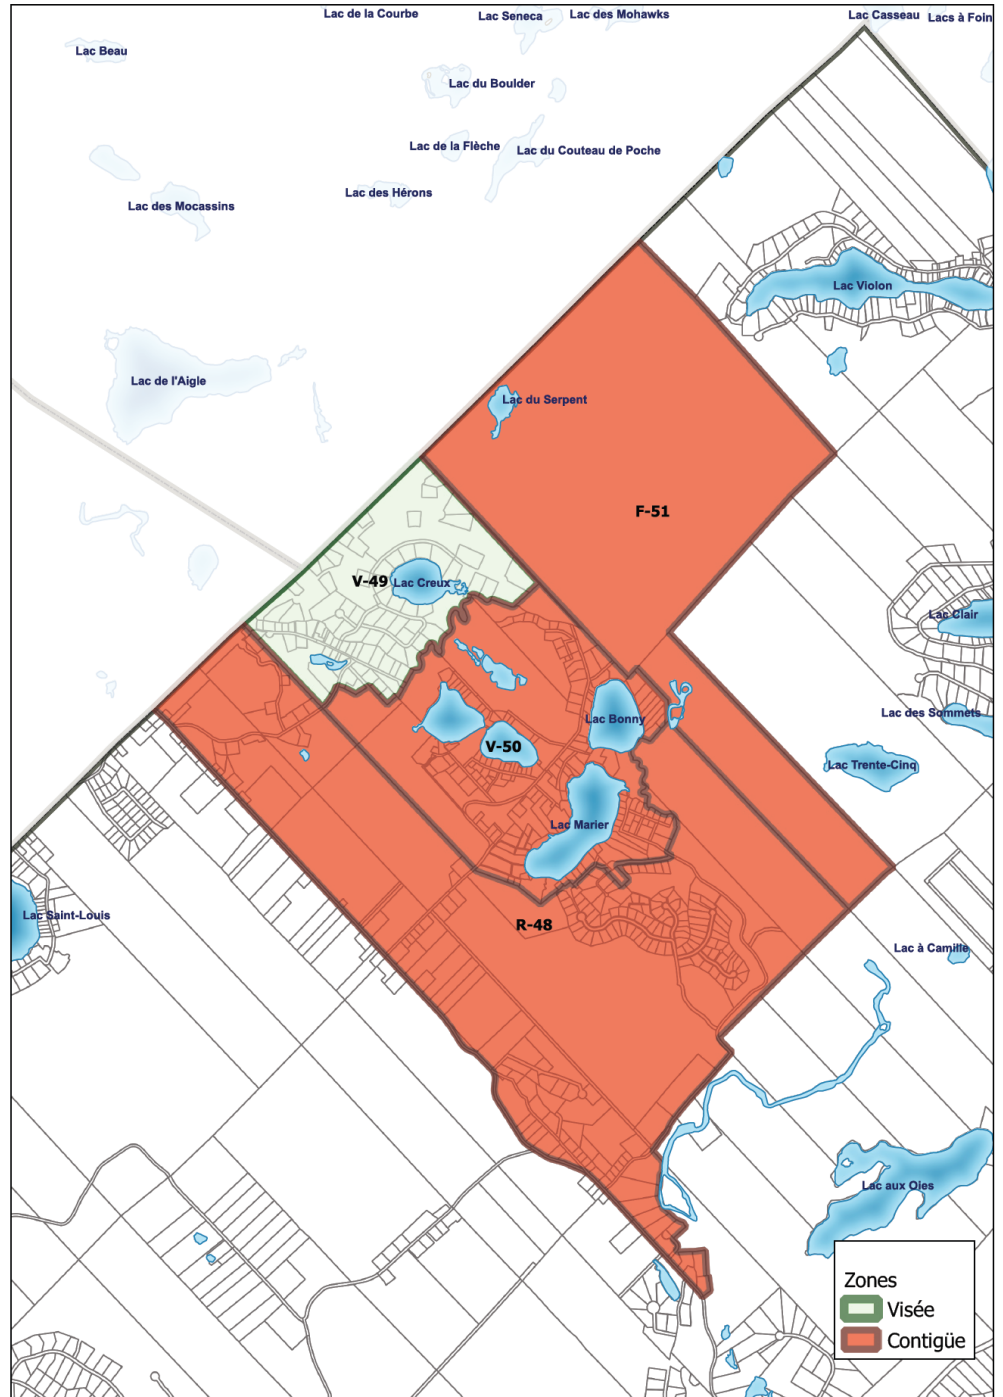 Lac de la Courbe
Lac Seneca
Lac des Mohawks
Lac Casseau
Lacs à Foin
Lac Beau
Lac du Boulder
Lac de la Flèche
Lac du Couteau de Poche
Lac des Hérons
Lac des Mocassins
Lac Violon
Lac de l'Aigle
Lac du Serpent
F-51
V-49
Lac Creux
Lac Clair
Lac des Sommets
Lac Bonny
V-50
Lac Trente-Cinq
Lac Marier
Lac Saint-Louis
R-48
Lac à Camille
Lac aux Oies
Zones
Visée
Contigüe